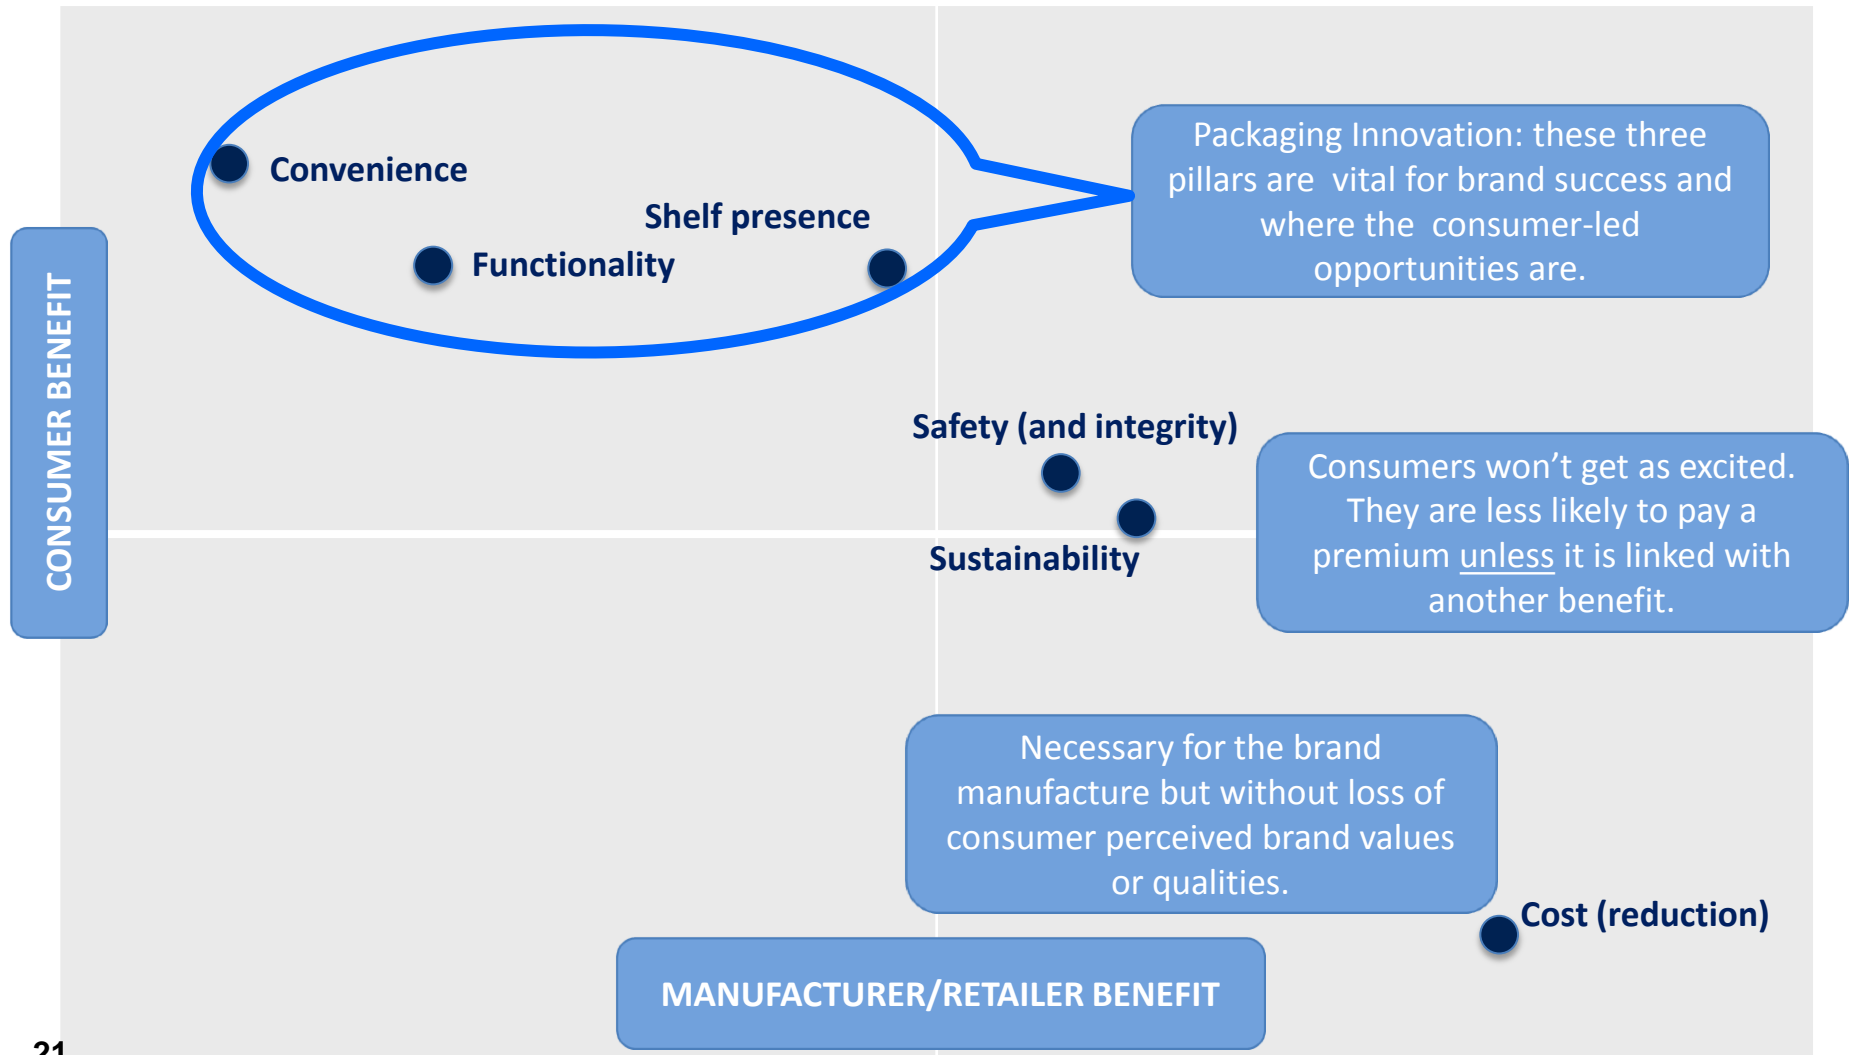 Convenience
Shelf presence
Functionality
Packaging Innovation: these three
pillars are vital for brand success and
where the consumer-led
opportunities are.
CONSUMER BENEFIT
Safety (and integrity)
Sustainability
Consumers won’t get as excited.
They are less likely to pay a
premium unless it is linked with
another benefit.
Necessary for the brand
manufacture but without loss of
consumer perceived brand values
or qualities.
Cost (reduction)
MANUFACTURER/RETAILER BENEFIT
21